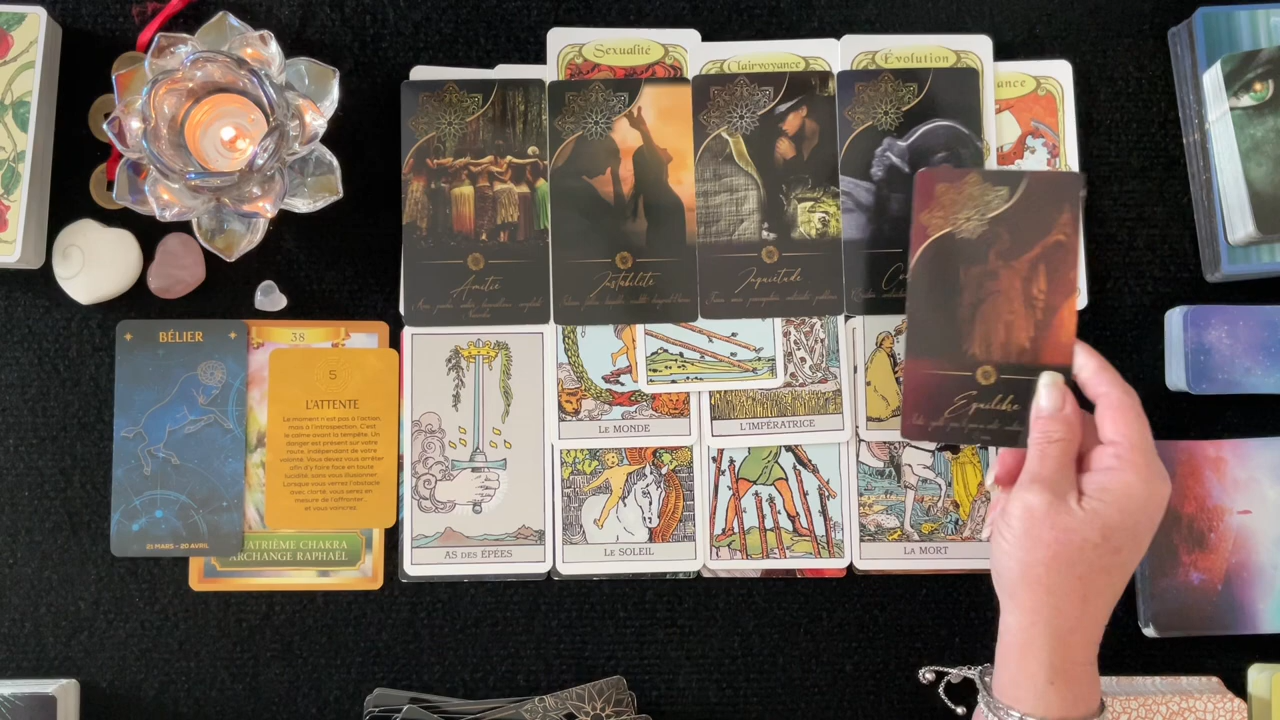 Sexualité
Clairvoyance
Évolution
ance
Amitié
Instabilité
Inquiétude
Équilibre
BÉLIER
21 MARS - 20 AVRIL
38
5
L'ATTENTE
Le moment n'est pas à l'action,
mais à l'introspection. C'est
le calme avant la tempête. Un
danger est présent sur votre
route, indépendant de votre
volonté. Vous devez vous arrêter
afin d'y faire face en toute
lucidité, sans vous illusionner.
Lorsque vous verrez l'obstacle
avec clarté, vous serez en
mesure de l'affronter...
et vous vaincrez.
ATRIÈME CHAKRA
ARCHANGE RAPHAËL
LE MONDE
L'IMPÉRATRICE
AS DES ÉPÉES
LE SOLEIL
LA MORT